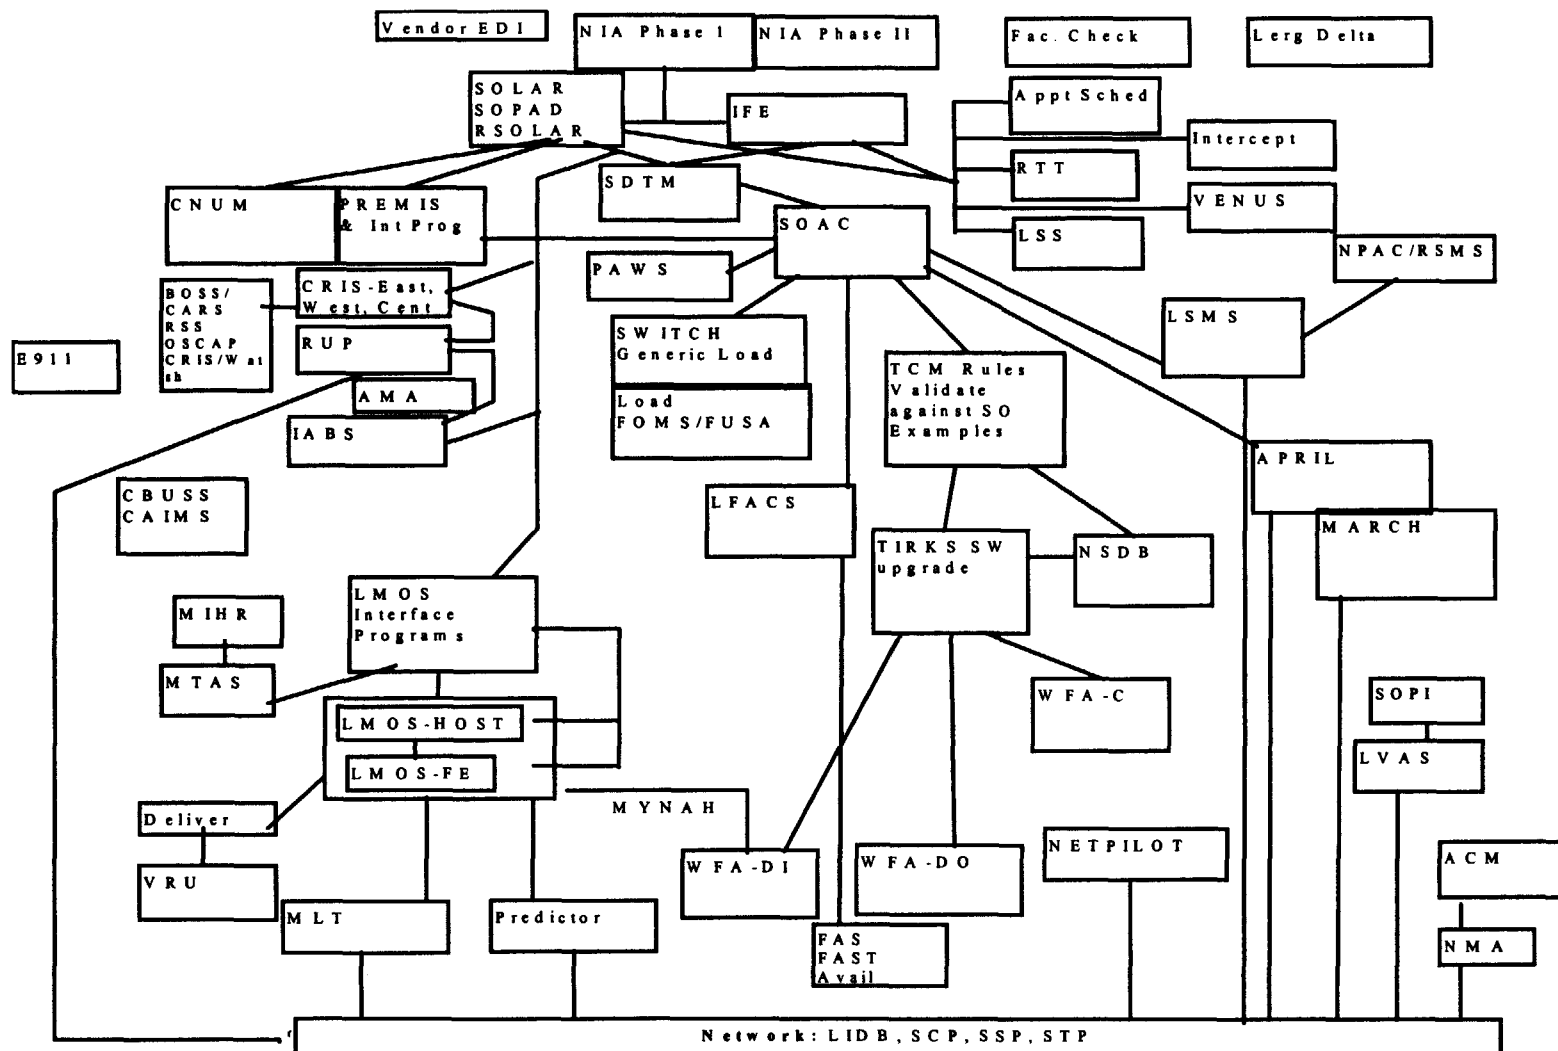 Vendor EDI
NIA Phase I
NIA Phase II
Fac. Check
Lerg Delta
SOLAR
SOPAD
RSOLAR
IFE
Appt Sched
Intercept
RTT
SDTM
CNUM
PREMIS
& Int Prog
VENUS
SOAC
LSS
NPAC/RSMS
PAWS
CRIS-East,
West, Cent
BOSS/
CARS
RSS
OSCAP
CRIS/Wat
sh
LSMS
SWITCH
Generic Load
RUP
E911
TCM Rules
Validate
against SO
Examples
AMA
Load
FOMS/FUSA
IABS
APRIL
CBUSS
CAIMS
LFACS
MARCH
TIRKS SW
upgrade
NSDB
LMOS
Interface
Programs
MIHR
MTAS
WFA-C
SOPI
LMOS-HOST
LVAS
LMOS-FE
MYNAH
Deliver
NETPILOT
WFA-DI
WFA-DO
ACM
VRU
MLT
Predictor
FAS
FAST
Avail
NMA
Network: LIDB, SCP, SSP, STP